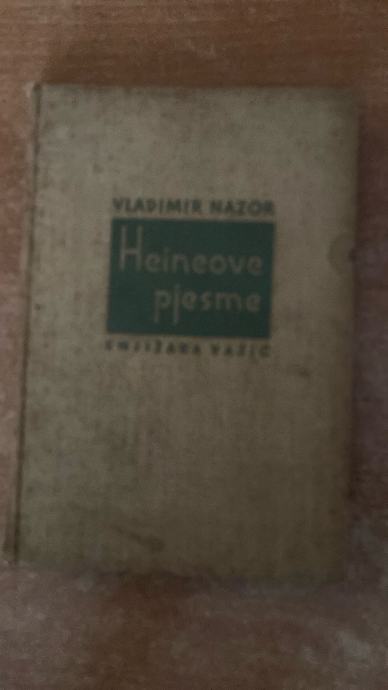 VLADIMIR NAZOR
Heineove
pjesme
KNJIŽARA VASIĆ